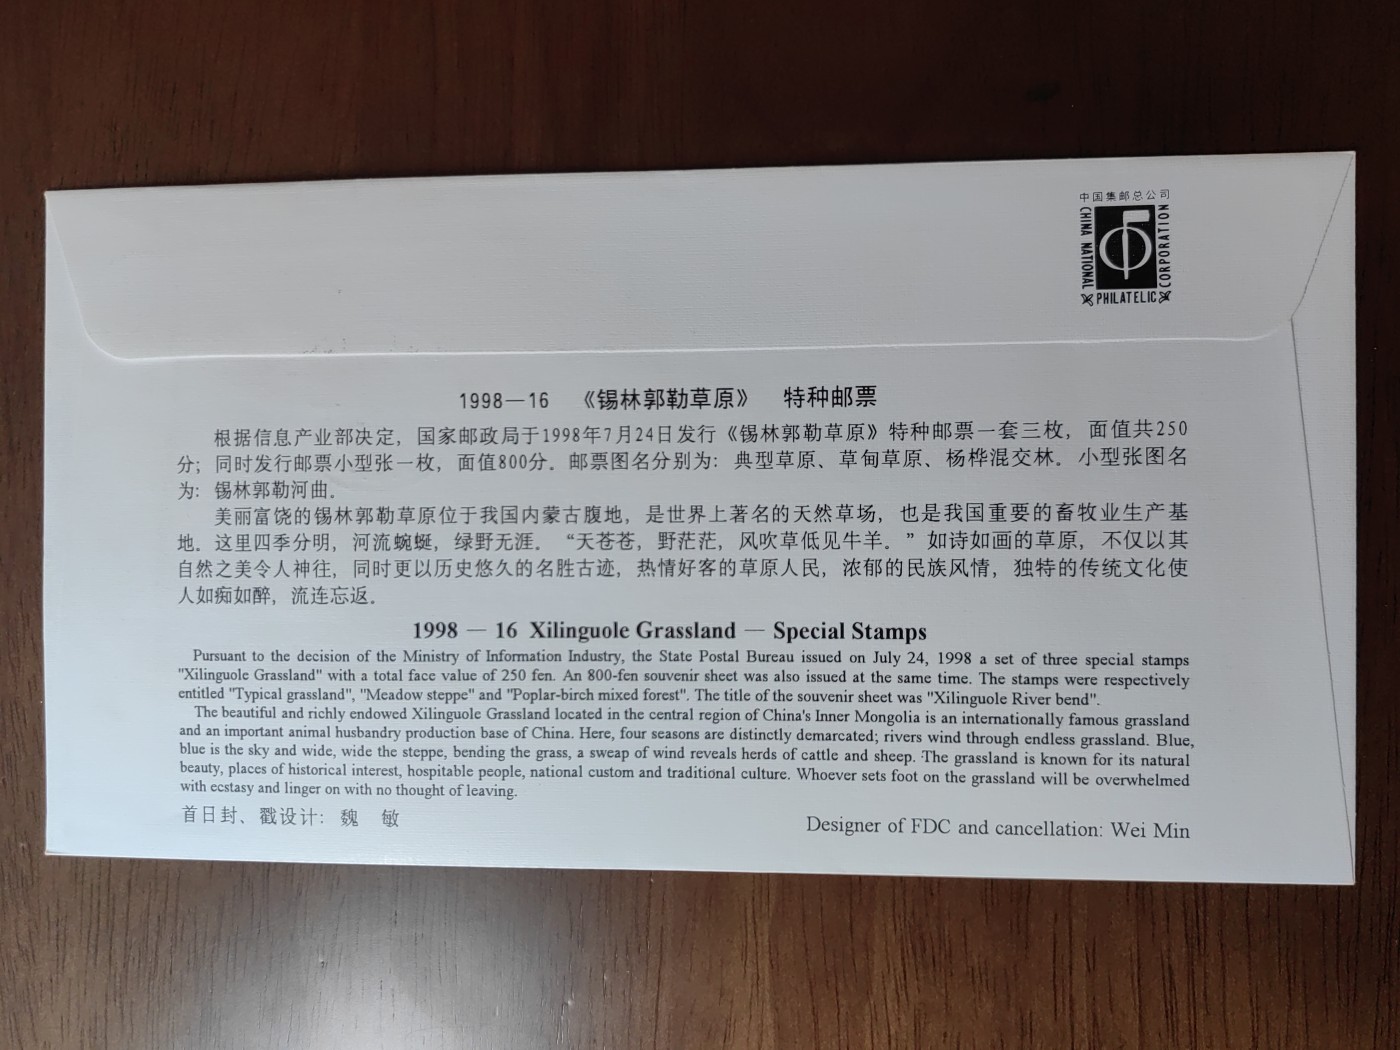 中国集邮总公司
CHINA NATIONAL
PHILATELIC
CORPORATION
1998—16 《锡林郭勒草原》 特种邮票
根据信息产业部决定，国家邮政局于1998年7月24日发行《锡林郭勒草原》特种邮票一套三枚，面值共250
分；同时发行邮票小型张一枚，面值800分。邮票图名分别为：典型草原、草甸草原、杨桦混交林。小型张图名
为：锡林郭勒河曲。
美丽富饶的锡林郭勒草原位于我国内蒙古腹地，是世界上著名的天然草场，也是我国重要的畜牧业生产基
地。这里四季分明，河流蜿蜒，绿野无涯。“天苍苍，野茫茫，风吹草低见牛羊。”如诗如画的草原，不仅以其
自然之美令人神往，同时更以历史悠久的名胜古迹，热情好客的草原人民，浓郁的民族风情，独特的传统文化使
人如痴如醉，流连忘返。
1998 — 16 Xilinguole Grassland — Special Stamps
Pursuant to the decision of the Ministry of Information Industry, the State Postal Bureau issued on July 24, 1998 a set of three special stamps
"Xilinguole Grassland" with a total face value of 250 fen. An 800-fen souvenir sheet was also issued at the same time. The stamps were respectively
entitled "Typical grassland", "Meadow steppe" and "Poplar-birch mixed forest". The title of the souvenir sheet was "Xilinguole River bend".
The beautiful and richly endowed Xilinguole Grassland located in the central region of China's Inner Mongolia is an internationally famous grassland
and an important animal husbandry production base of China. Here, four seasons are distinctly demarcated; rivers wind through endless grassland. Blue,
blue is the sky and wide, wide the steppe, bending the grass, a sweap of wind reveals herds of cattle and sheep. The grassland is known for its natural
beauty, places of historical interest, hospitable people, national custom and traditional culture. Whoever sets foot on the grassland will be overwhelmed
with ecstasy and linger on with no thought of leaving.
首日封、戳设计：魏 敏
Designer of FDC and cancellation: Wei Min